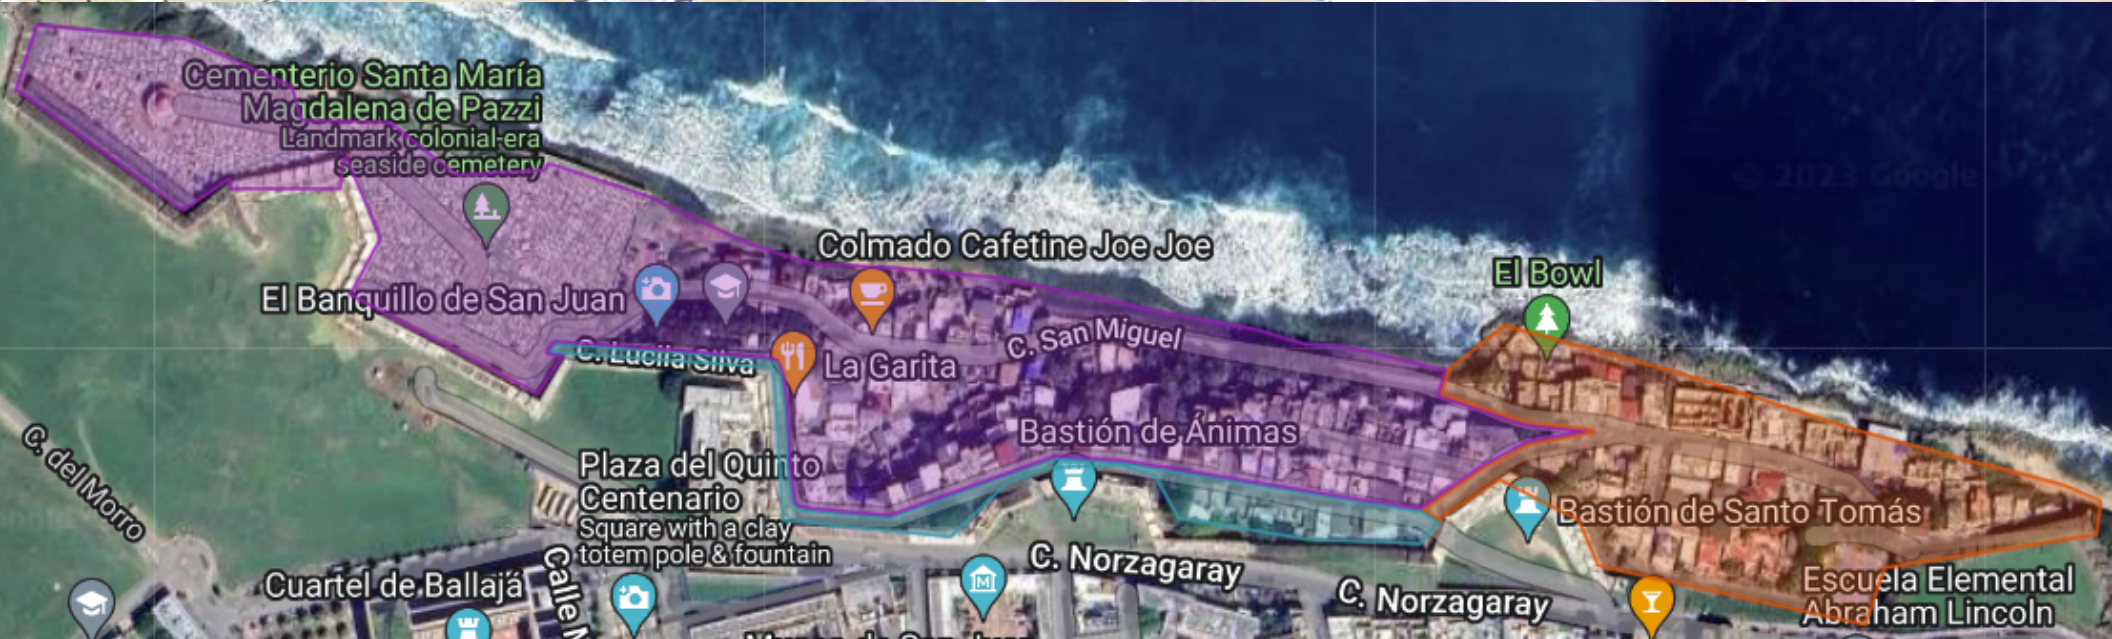 Cementerio Santa María
Magdalena de Pazzi
Landmark colonial-era
seaside cemetery
© 2023 Google
Colmado Cafetine Joe Joe
El Bowl
El Banquillo de San Juan
C. San Miguel
C. Lucila Silva
La Garita
Bastión de Ánimas
C. del Morro
Plaza del Quinto
Centenario
Square with a clay
totem pole & fountain
Bastión de Santo Tomás
C. Norzagaray
C. Norzagaray
Cuartel de Ballajá
Calle
M
Escuela Elemental
Abraham Lincoln